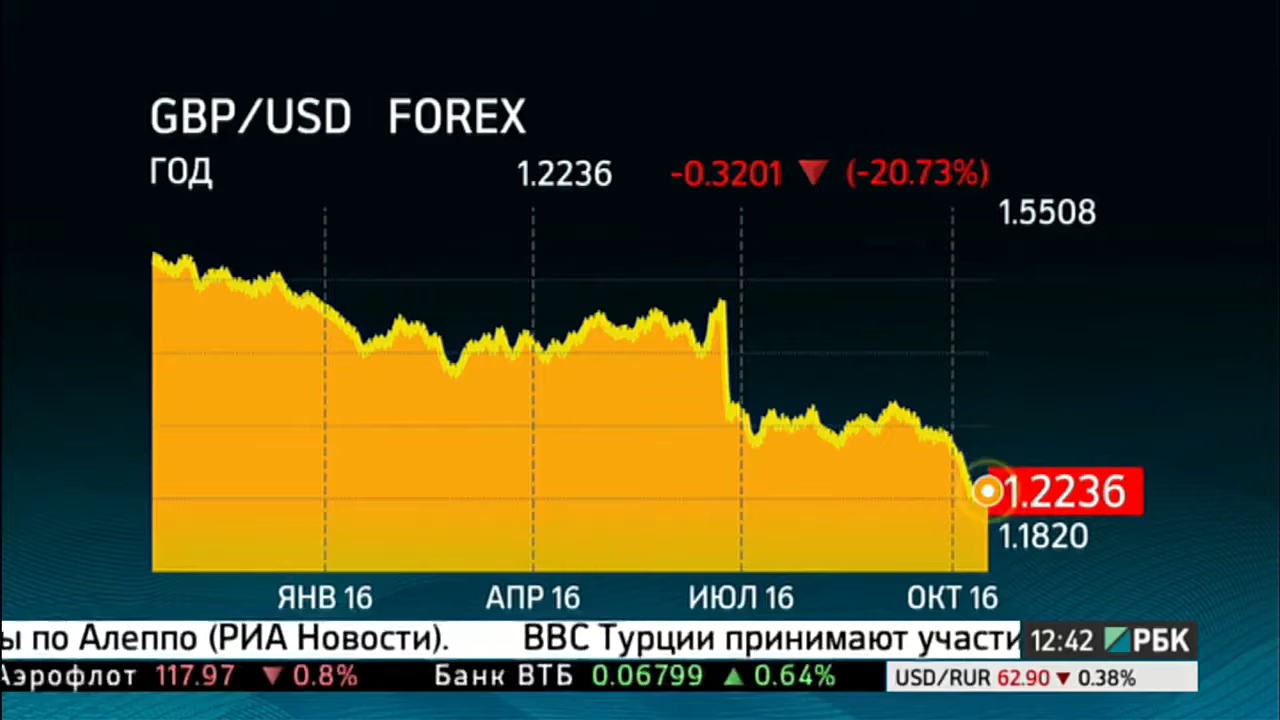 GBP/USD FOREX
ГОД 1.2236 -0.3201 ▼ (-20.73%)
1.5508
1.2236
1.1820
ЯНВ 16 АПР 16 ИЮЛ 16 ОКТ 16
ы по Алеппо (РИА Новости). ВВС Турции принимают участи 12:42 РБК
Аэрофлот 117.97 ▼ 0.8% Банк ВТБ 0.06799 ▲ 0.64% USD/RUR 62.90 ▼ 0.38%